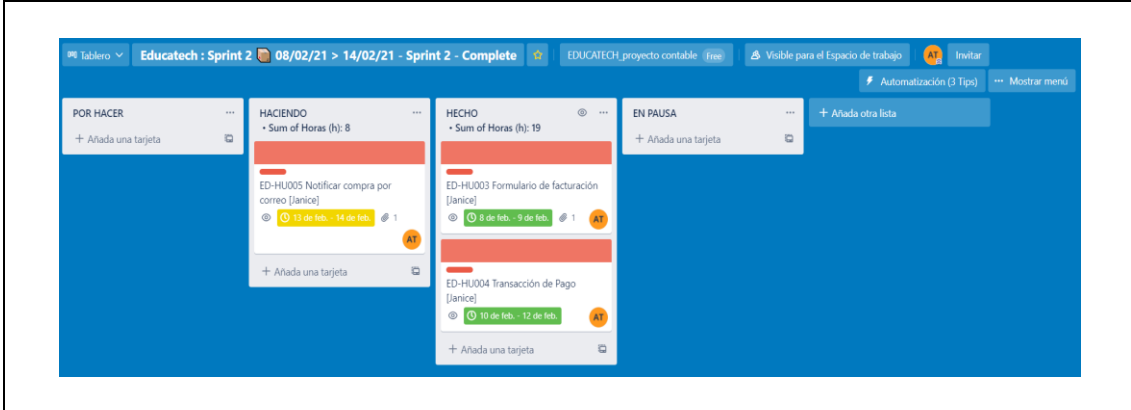 Tablero
Educatech : Sprint 2 08/02/21 > 14/02/21 - Sprint 2 - Complete
EDUCATECH_proyecto contable Free
Visible para el Espacio de trabajo
AT
Invitar
Automatización (3 Tips)
··· Mostrar menú
POR HACER ···
+ Añada una tarjeta
HACIENDO ···
• Sum of Horas (h): 8
ED-HU005 Notificar compra por
correo [Janice]
13 de feb. - 14 de feb. 1
AT
+ Añada una tarjeta
HECHO ···
• Sum of Horas (h): 19
ED-HU003 Formulario de facturación
[Janice]
8 de feb. - 9 de feb. 1 AT
ED-HU004 Transacción de Pago
[Janice]
10 de feb. - 12 de feb. AT
+ Añada una tarjeta
EN PAUSA ···
+ Añada una tarjeta
+ Añada otra lista